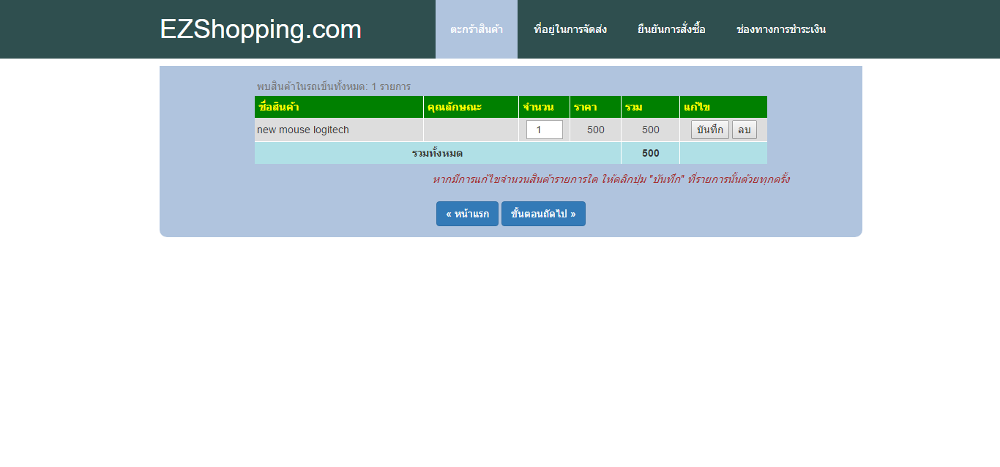 EZShopping.com ตะกร้าสินค้า ที่อยู่ในการจัดส่ง ยืนยันการสั่งซื้อ ช่องทางการชำระเงิน
พบสินค้าในรถเข็นทั้งหมด: 1 รายการ
ชื่อสินค้า คุณลักษณะ จำนวน ราคา รวม แก้ไข
new mouse logitech 1 500 500 บันทึก ลบ
รวมทั้งหมด 500
หากมีการแก้ไขจำนวนสินค้ารายการใด ให้คลิกปุ่ม "บันทึก" ที่รายการนั้นด้วยทุกครั้ง
« หน้าแรก ขั้นตอนถัดไป »